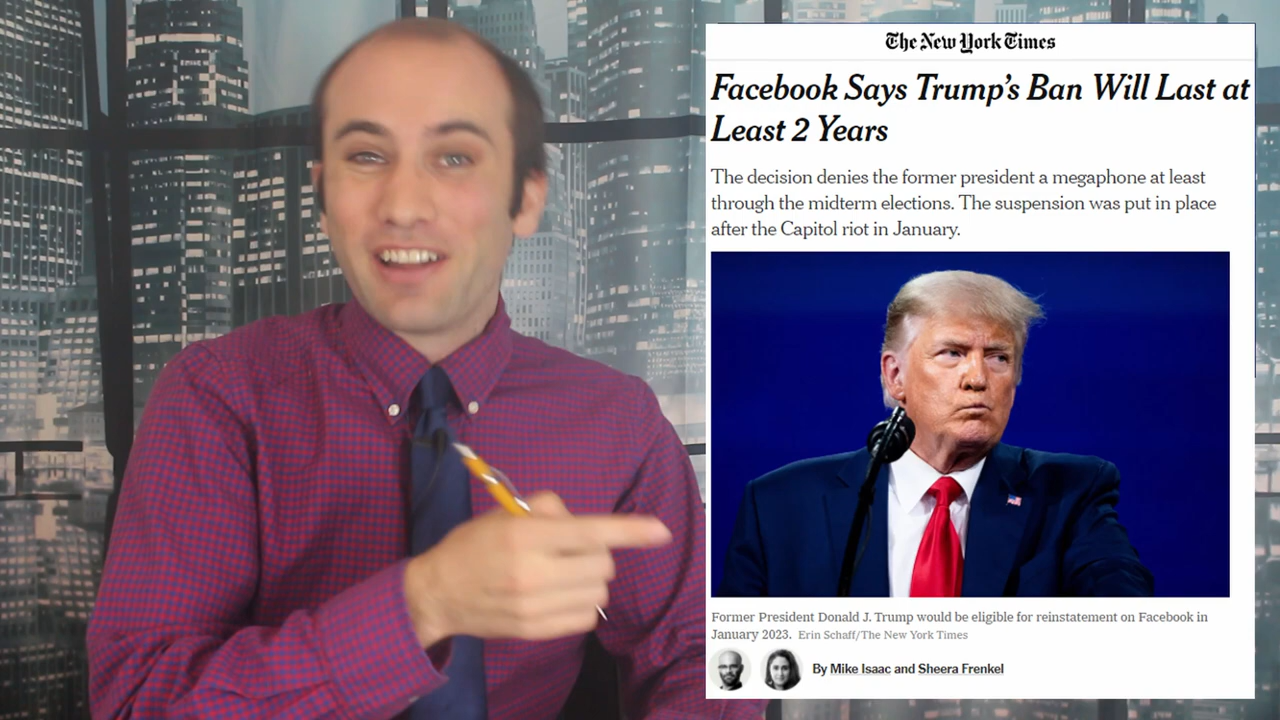 The New York Times
Facebook Says Trump's Ban Will Last at
Least 2 Years
The decision denies the former president a megaphone at least
through the midterm elections. The suspension was put in place
after the Capitol riot in January.
Former President Donald J. Trump would be eligible for reinstatement on Facebook in
January 2023. Erin Schaff/The New York Times
By Mike Isaac and Sheera Frenkel